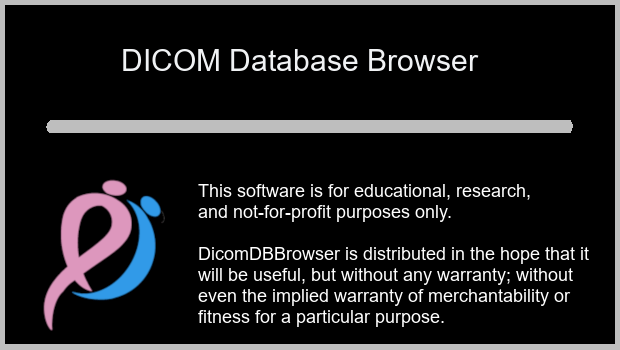 DICOM Database Browser
This software is for educational, research,
and not-for-profit purposes only.
DicomDBBrowser is distributed in the hope that it
will be useful, but without any warranty; without
even the implied warranty of merchantability or
fitness for a particular purpose.